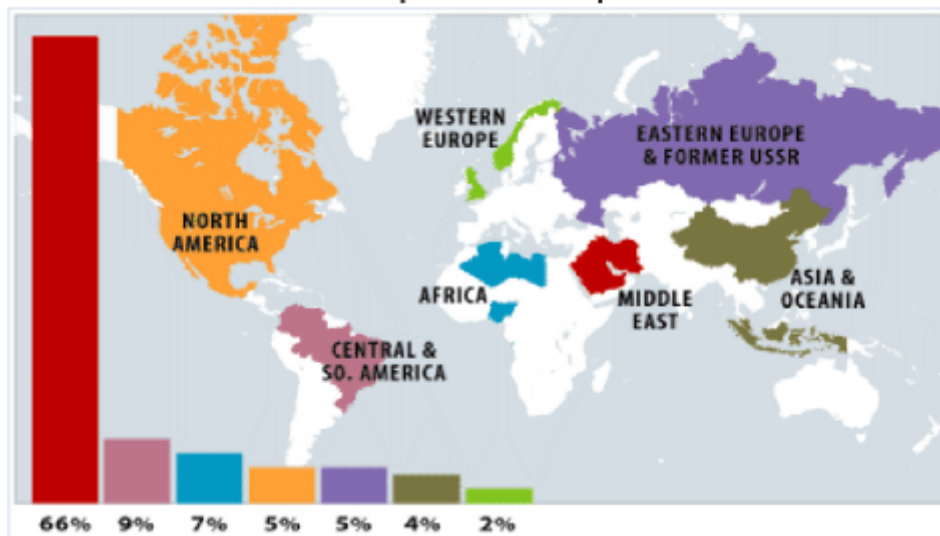 WESTERN
EUROPE
EASTERN EUROPE
& FORMER USSR
NORTH
AMERICA
AFRICA
MIDDLE
EAST
ASIA &
OCEANIA
CENTRAL &
SO. AMERICA
66% 9% 7% 5% 5% 4% 2%